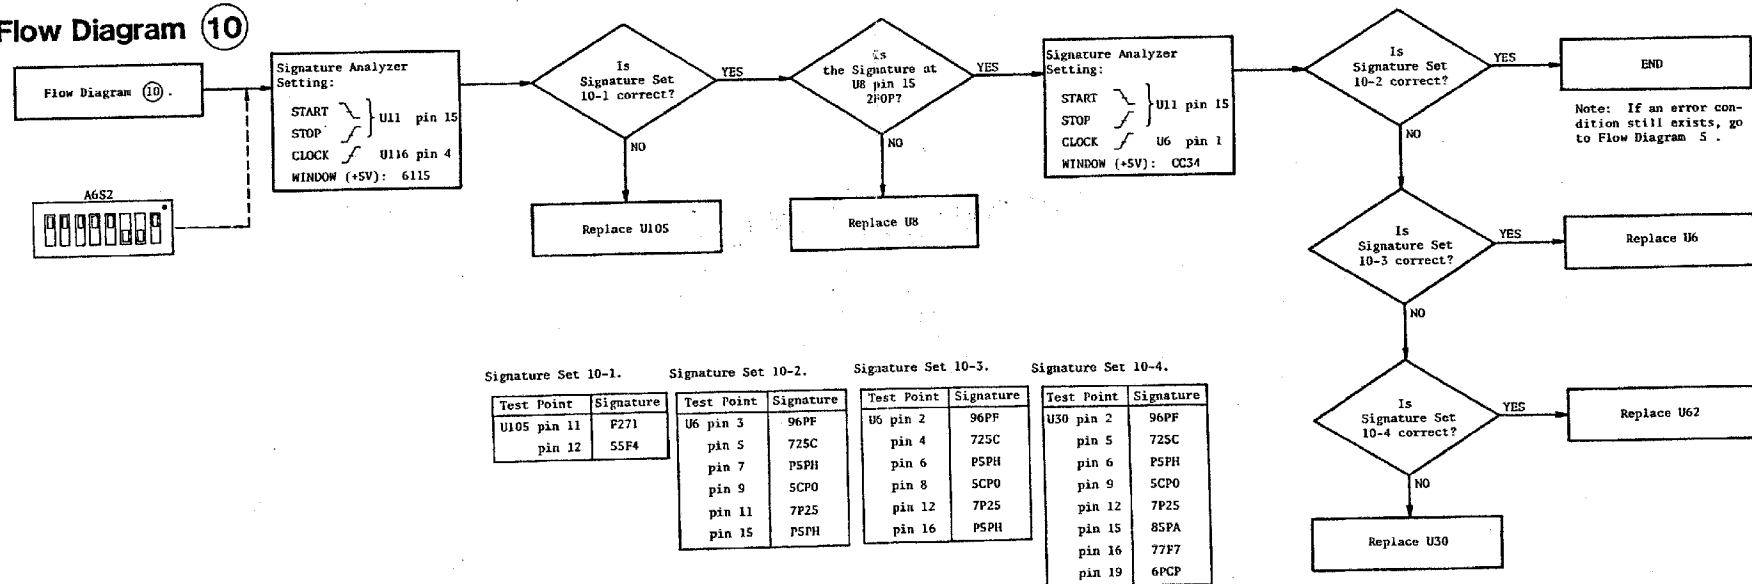 Flow Diagram 10
Flow Diagram 10 .
A6S2
Signature Analyzer
Setting:
START
STOP
U11 pin 15
CLOCK U116 pin 4
WINDOW (+5V): 6115
Is
Signature Set
10-1 correct?
YES
NO
Replace U105
Is
the Signature at
U8 pin 15
2F0P?
YES
NO
Replace U8
Signature Analyzer
Setting:
START
STOP
U11 pin 15
CLOCK U6 pin 1
WINDOW (+5V): CC34
Is
Signature Set
10-2 correct?
YES
END
Note: If an error con-
dition still exists, go
to Flow Diagram 5 .
NO
Is
Signature Set
10-3 correct?
YES
Replace U6
NO
Is
Signature Set
10-4 correct?
YES
Replace U62
NO
Replace U30
Signature Set 10-1.
Test Point Signature
U105 pin 11 F271
pin 12 55F4
Signature Set 10-2.
Test Point Signature
U6 pin 3 96PF
pin 5 725C
pin 7 P5PH
pin 9 5CP0
pin 11 7P25
pin 15 P5PH
Signature Set 10-3.
Test Point Signature
U6 pin 2 96PF
pin 4 725C
pin 6 P5PH
pin 8 5CP0
pin 12 7P25
pin 16 P5PH
Signature Set 10-4.
Test Point Signature
U30 pin 2 96PF
pin 5 725C
pin 6 P5PH
pin 9 5CP0
pin 12 7P25
pin 15 85PA
pin 16 77F7
pin 19 6PCP